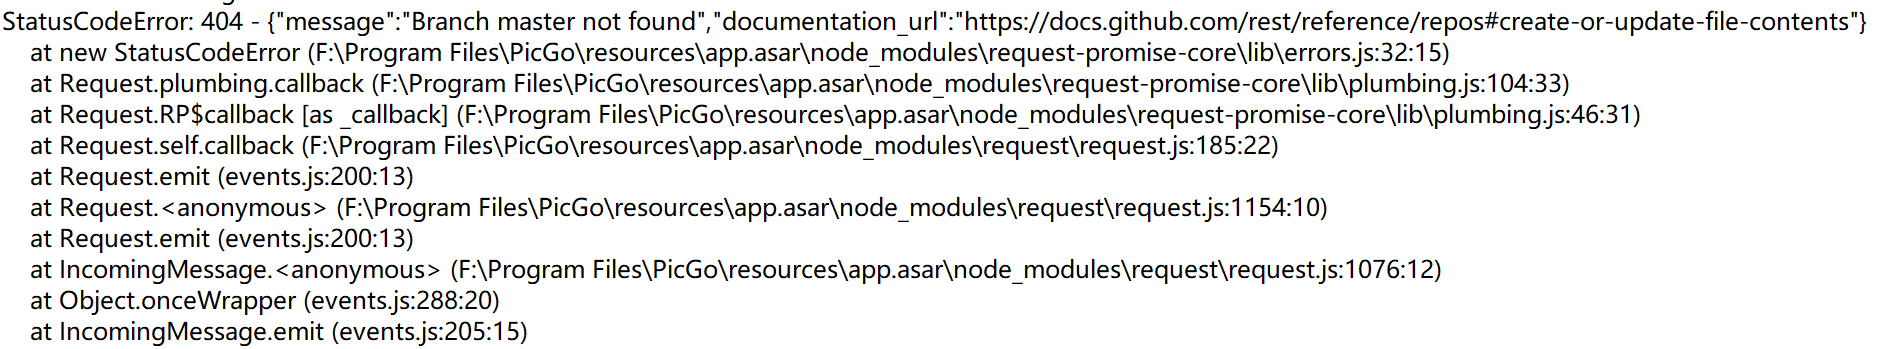 StatusCodeError: 404 - {"message":"Branch master not found","documentation_url":"https://docs.github.com/rest/reference/repos#create-or-update-file-contents"}
at new StatusCodeError (F:\Program Files\PicGo\resources\app.asar\node_modules\request-promise-core\lib\errors.js:32:15)
at Request.plumbing.callback (F:\Program Files\PicGo\resources\app.asar\node_modules\request-promise-core\lib\plumbing.js:104:33)
at Request.RP$callback [as _callback] (F:\Program Files\PicGo\resources\app.asar\node_modules\request-promise-core\lib\plumbing.js:46:31)
at Request.self.callback (F:\Program Files\PicGo\resources\app.asar\node_modules\request\request.js:185:22)
at Request.emit (events.js:200:13)
at Request.<anonymous> (F:\Program Files\PicGo\resources\app.asar\node_modules\request\request.js:1154:10)
at Request.emit (events.js:200:13)
at IncomingMessage.<anonymous> (F:\Program Files\PicGo\resources\app.asar\node_modules\request\request.js:1076:12)
at Object.onceWrapper (events.js:288:20)
at IncomingMessage.emit (events.js:205:15)